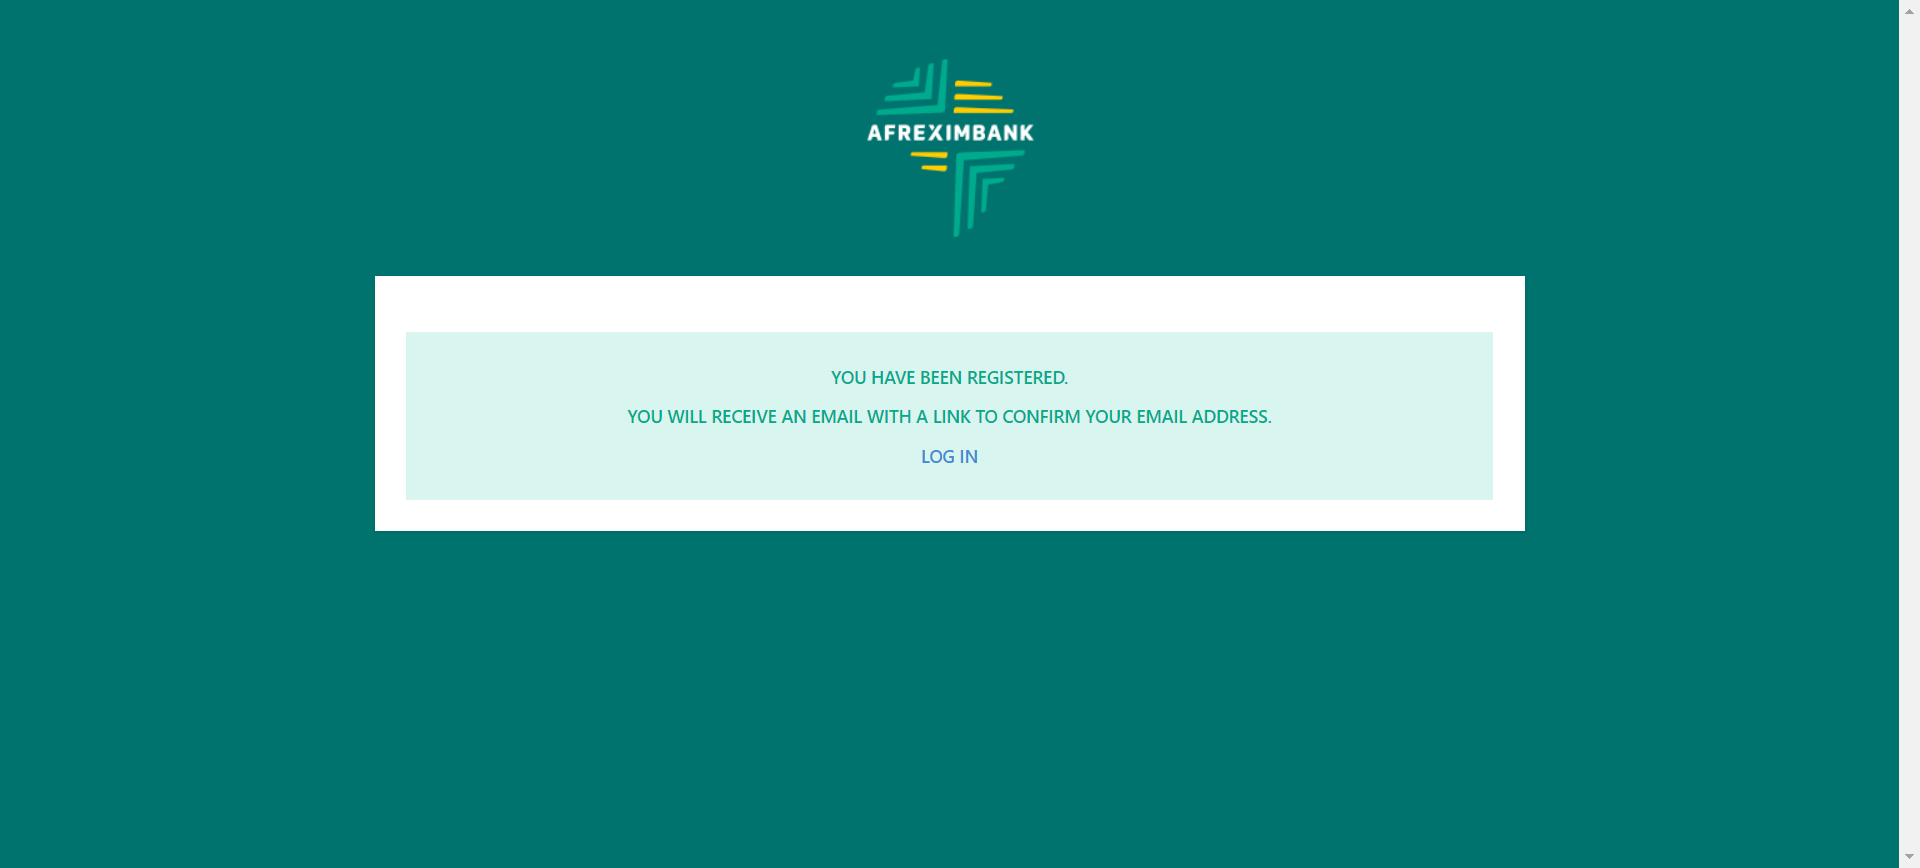 AFREXIMBANK
YOU HAVE BEEN REGISTERED.
YOU WILL RECEIVE AN EMAIL WITH A LINK TO CONFIRM YOUR EMAIL ADDRESS.
LOG IN